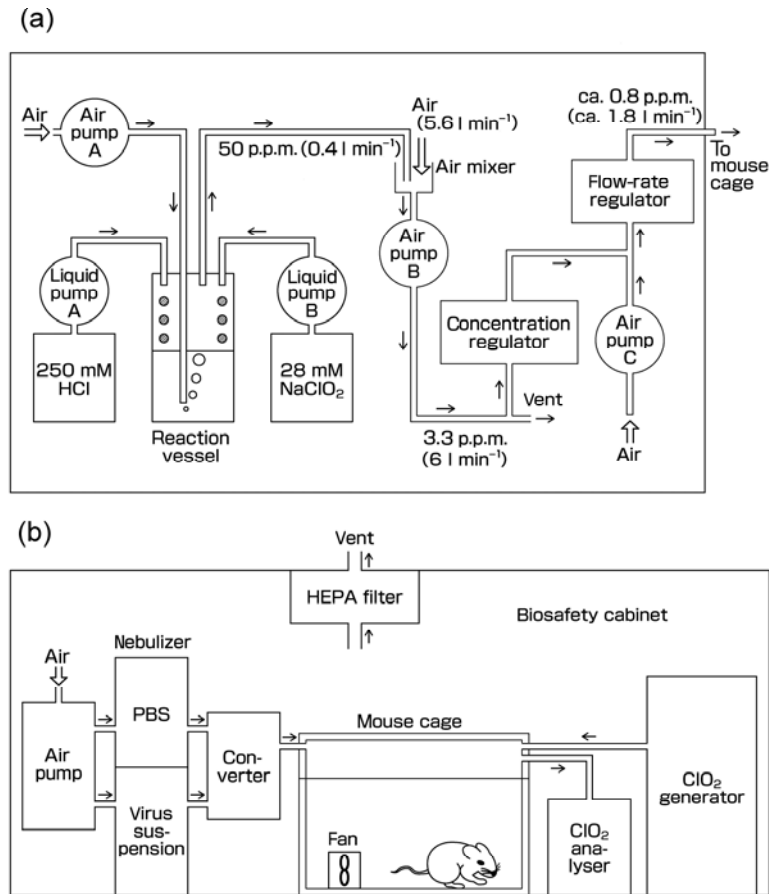 (a)
Air
Air
pump
A
50 p.p.m. (0.4 l min⁻¹)
Air
(5.6 l min⁻¹)
Air mixer
ca. 0.8 p.p.m.
(ca. 1.8 l min⁻¹)
To
mouse
cage
Flow-rate
regulator
Liquid
pump
A
Liquid
pump
B
Air
pump
B
Concentration
regulator
Air
pump
C
250 mM
HCl
28 mM
NaClO₂
Reaction
vessel
Vent
3.3 p.p.m.
(6 l min⁻¹)
Air
(b)
Vent
HEPA filter
Biosafety cabinet
Nebulizer
Air
PBS
Air
pump
Con-
verter
Mouse cage
Virus
sus-
pension
Fan
8
ClO₂
ana-
lyser
ClO₂
generator